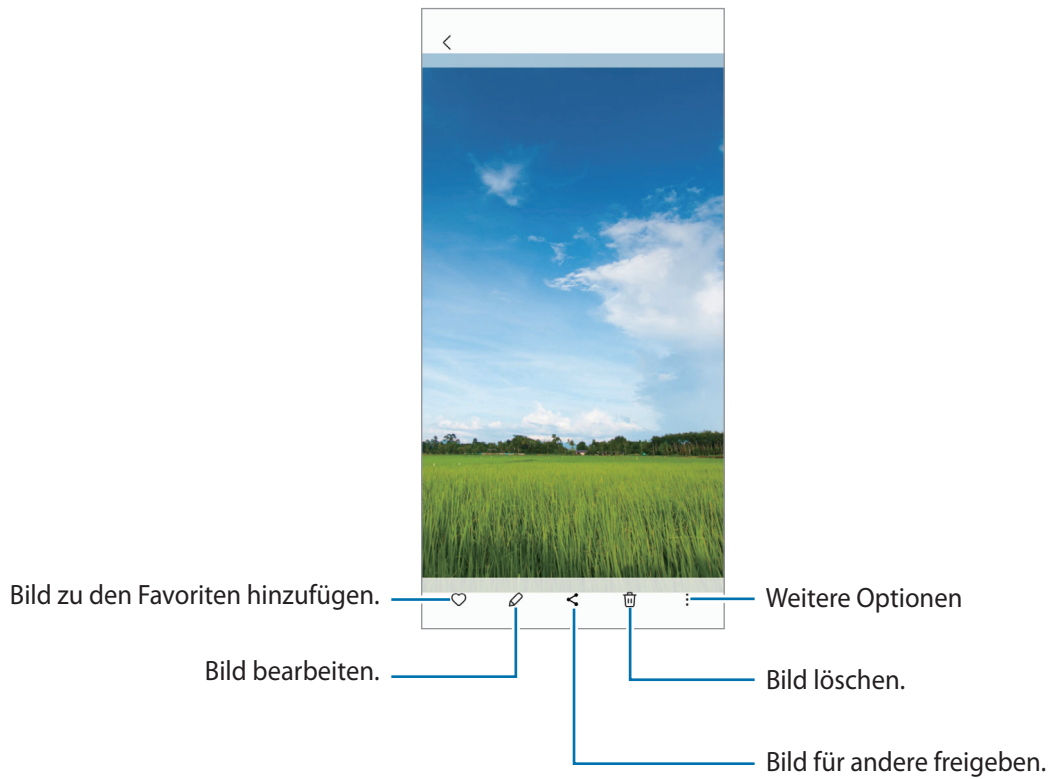 Bild zu den Favoriten hinzufügen.
Weitere Optionen
Bild bearbeiten.
Bild löschen.
Bild für andere freigeben.